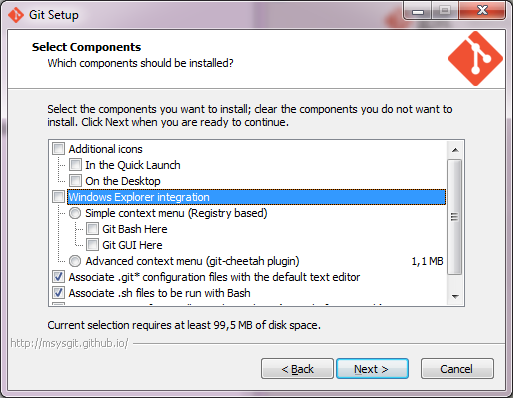 Git Setup
Select Components
Which components should be installed?
Select the components you want to install; clear the components you do not want to
install. Click Next when you are ready to continue.
Additional icons
In the Quick Launch
On the Desktop
Windows Explorer integration
Simple context menu (Registry based)
Git Bash Here
Git GUI Here
Advanced context menu (git-cheetah plugin) 1,1 MB
Associate .git* configuration files with the default text editor
Associate .sh files to be run with Bash
Current selection requires at least 99,5 MB of disk space.
http://msysgit.github.io/
< Back Next > Cancel